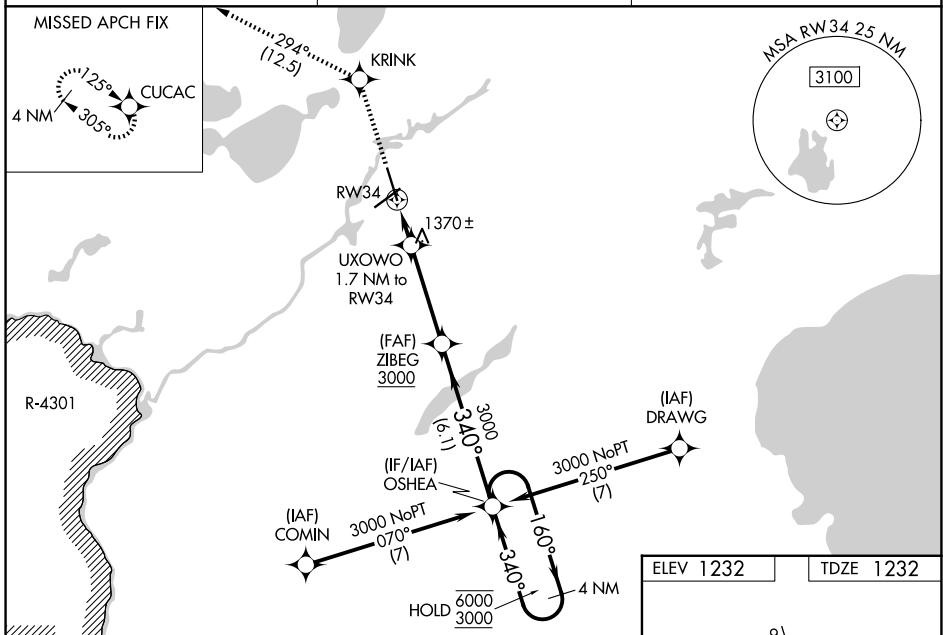 MISSED APCH FIX
125°
CUCAC
4 NM
305°
294°
(12.5)
KRINK
MSA RW34 25 NM
3100
RW34
1370 ±
UXOWO
1.7 NM to
RW34
(FAF)
ZIBEG
3000
R-4301
3000
340°
(6.1)
(IAF)
DRAWG
3000 NoPT
250°
(7)
(IF/IAF)
OSHEA
(IAF)
COMIN
3000 NoPT
070°
(7)
160°
340°
4 NM
HOLD
6000
3000
ELEV 1232
TDZE 1232